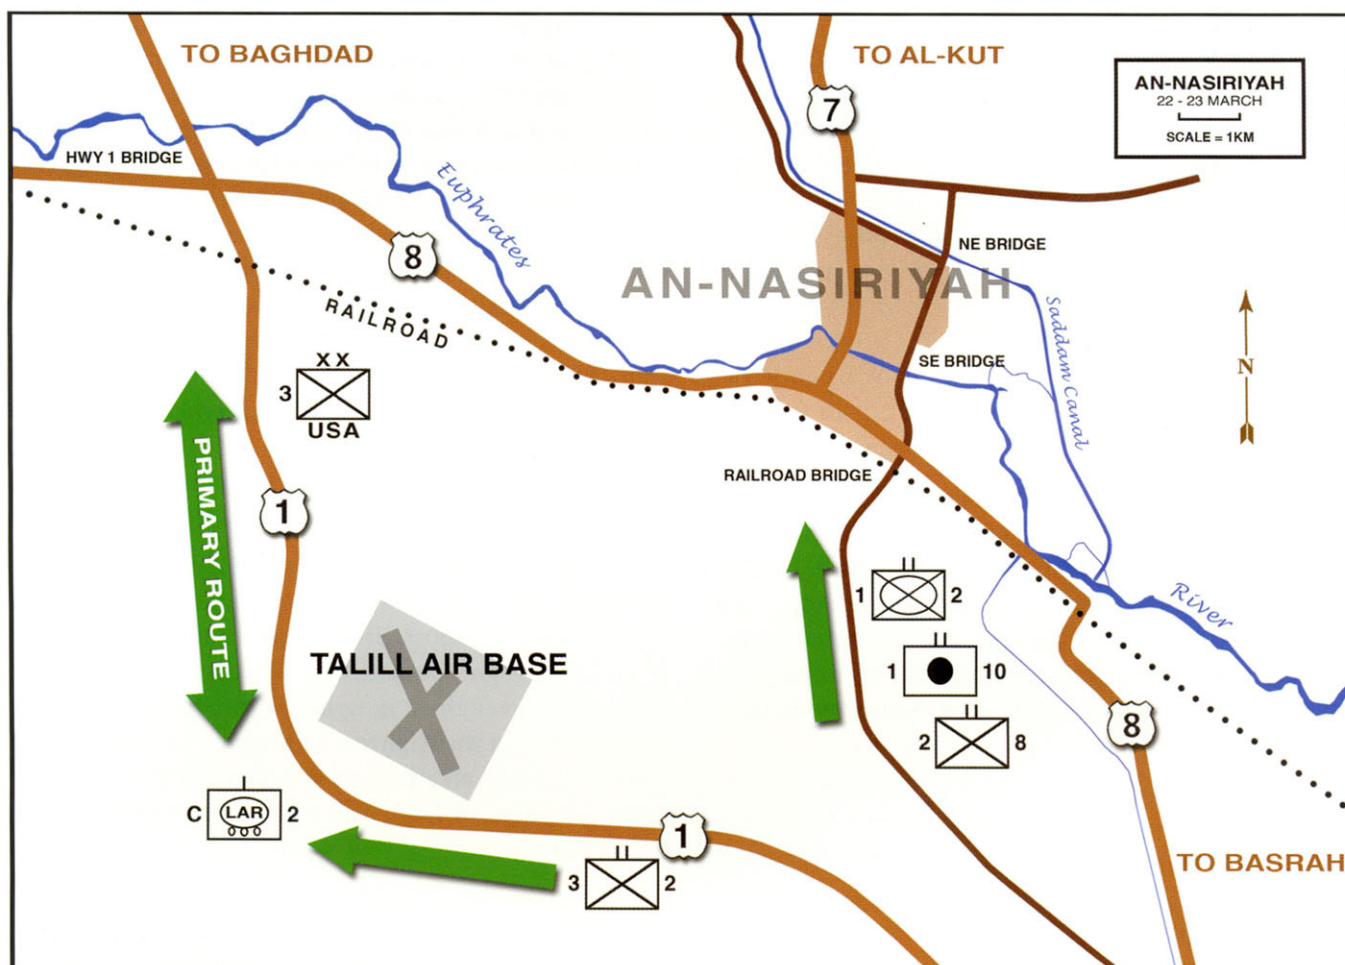 TO BAGHDAD
TO AL-KUT
AN-NASIRIYAH
22 - 23 MARCH
SCALE = 1KM
7
HWY 1 BRIDGE
Euphrates
8
NE BRIDGE
AN-NASIRIYAH
RAILROAD
Saddam Canal
SE BRIDGE
N
XX
3
USA
PRIMARY ROUTE
RAILROAD BRIDGE
1
1 2
River
TALILL AIR BASE
1 10
2 8
8
C LAR 2
1
3 2
TO BASRAH